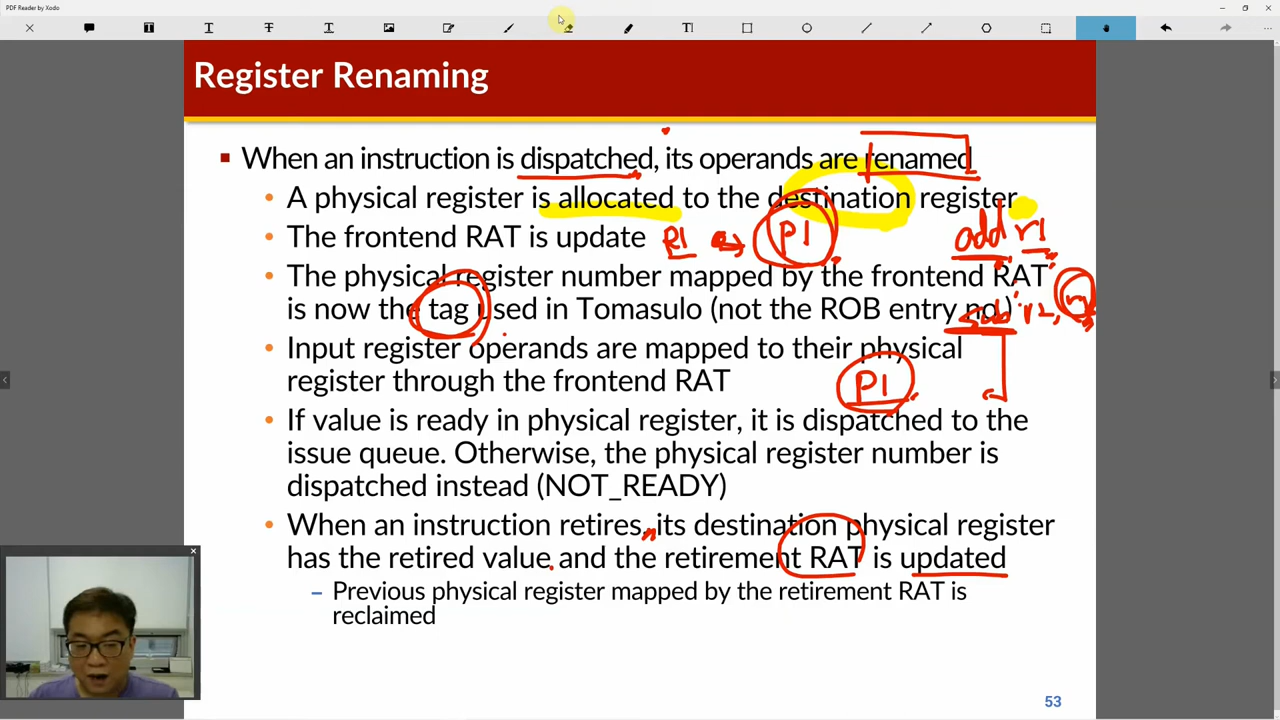 PDF Reader by Xodo
Register Renaming
When an instruction is dispatched, its operands are renamed
A physical register is allocated to the destination register
add r1
The frontend RAT is update R1 P1
The physical register number mapped by the frontend RAT
is now the tag used in Tomasulo (not the ROB entry no.)
sub r2, r1
Input register operands are mapped to their physical
register through the frontend RAT
P1
If value is ready in physical register, it is dispatched to the
issue queue. Otherwise, the physical register number is
dispatched instead (NOT_READY)
When an instruction retires, its destination physical register
has the retired value and the retirement RAT is updated
– Previous physical register mapped by the retirement RAT is
reclaimed
53